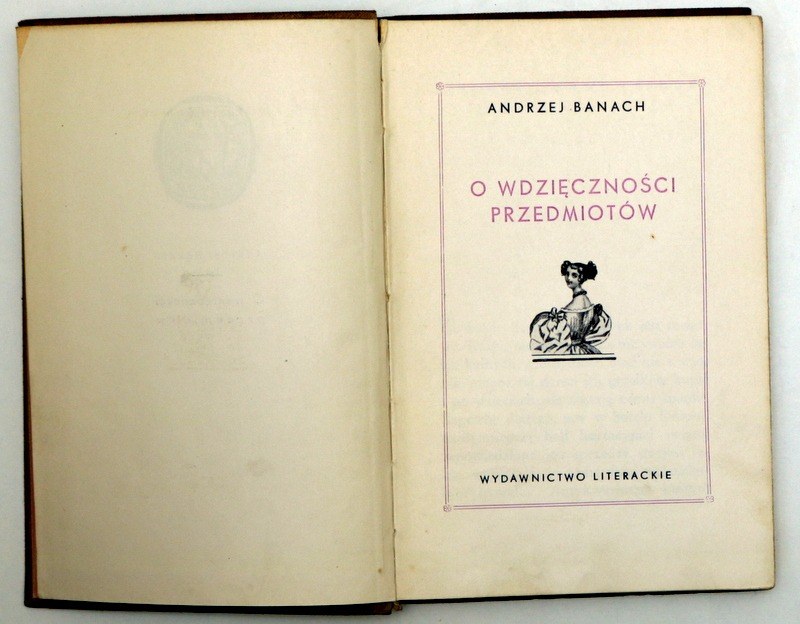 ANDRZEJ BANACH
O WDZIĘCZNOŚCI
PRZEDMIOTÓW
WYDAWNICTWO LITERACKIE